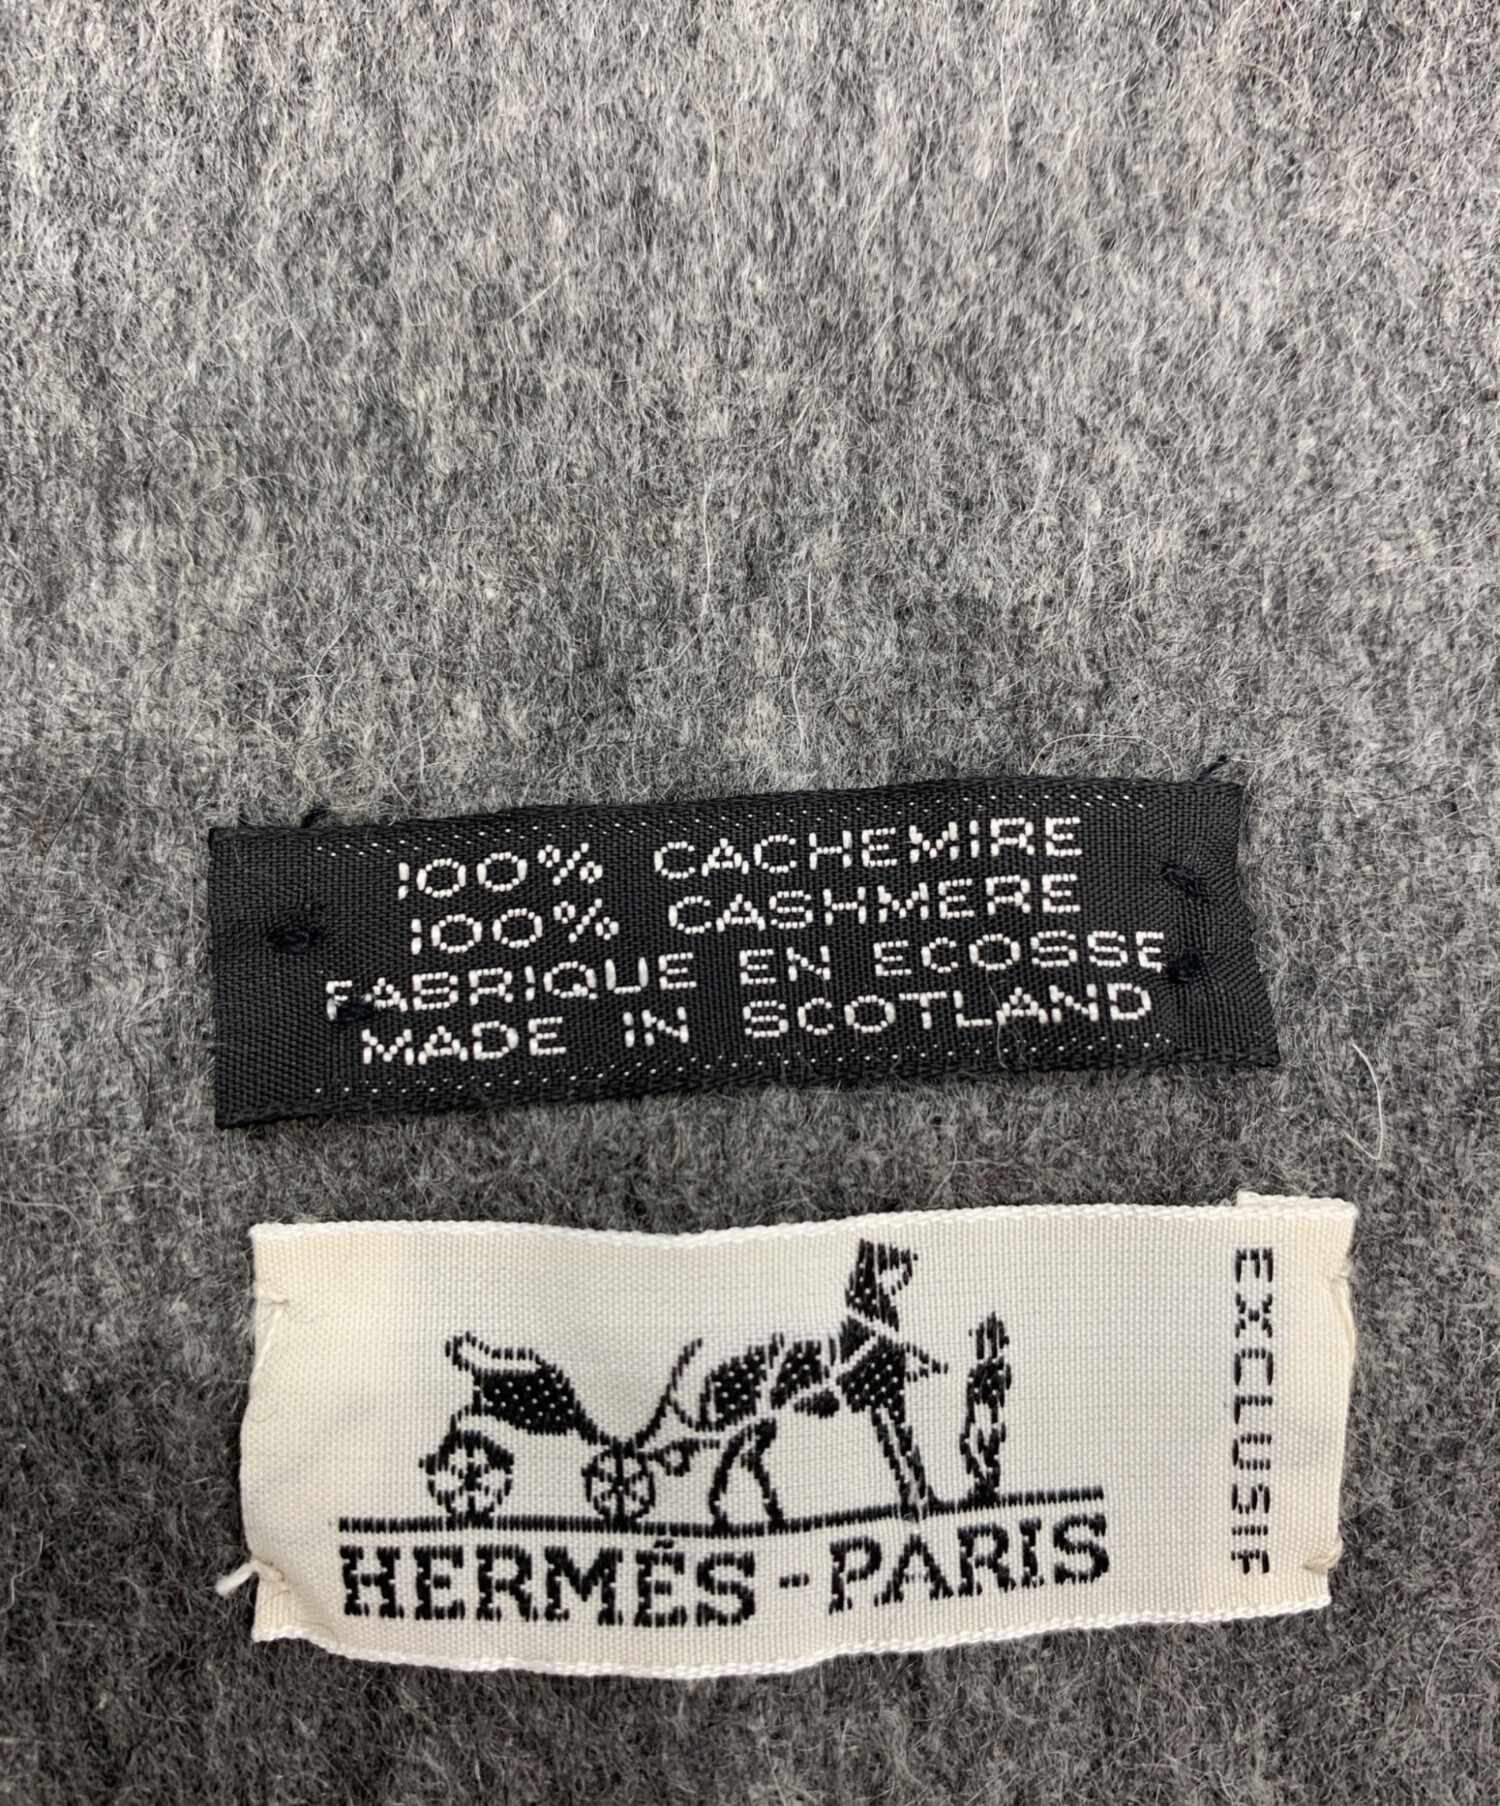 100% CACHEMIRE
100% CASHMERE
FABRIQUE EN ECOSSE
MADE IN SCOTLAND
HERMÉS-PARIS
EXCLUSIF